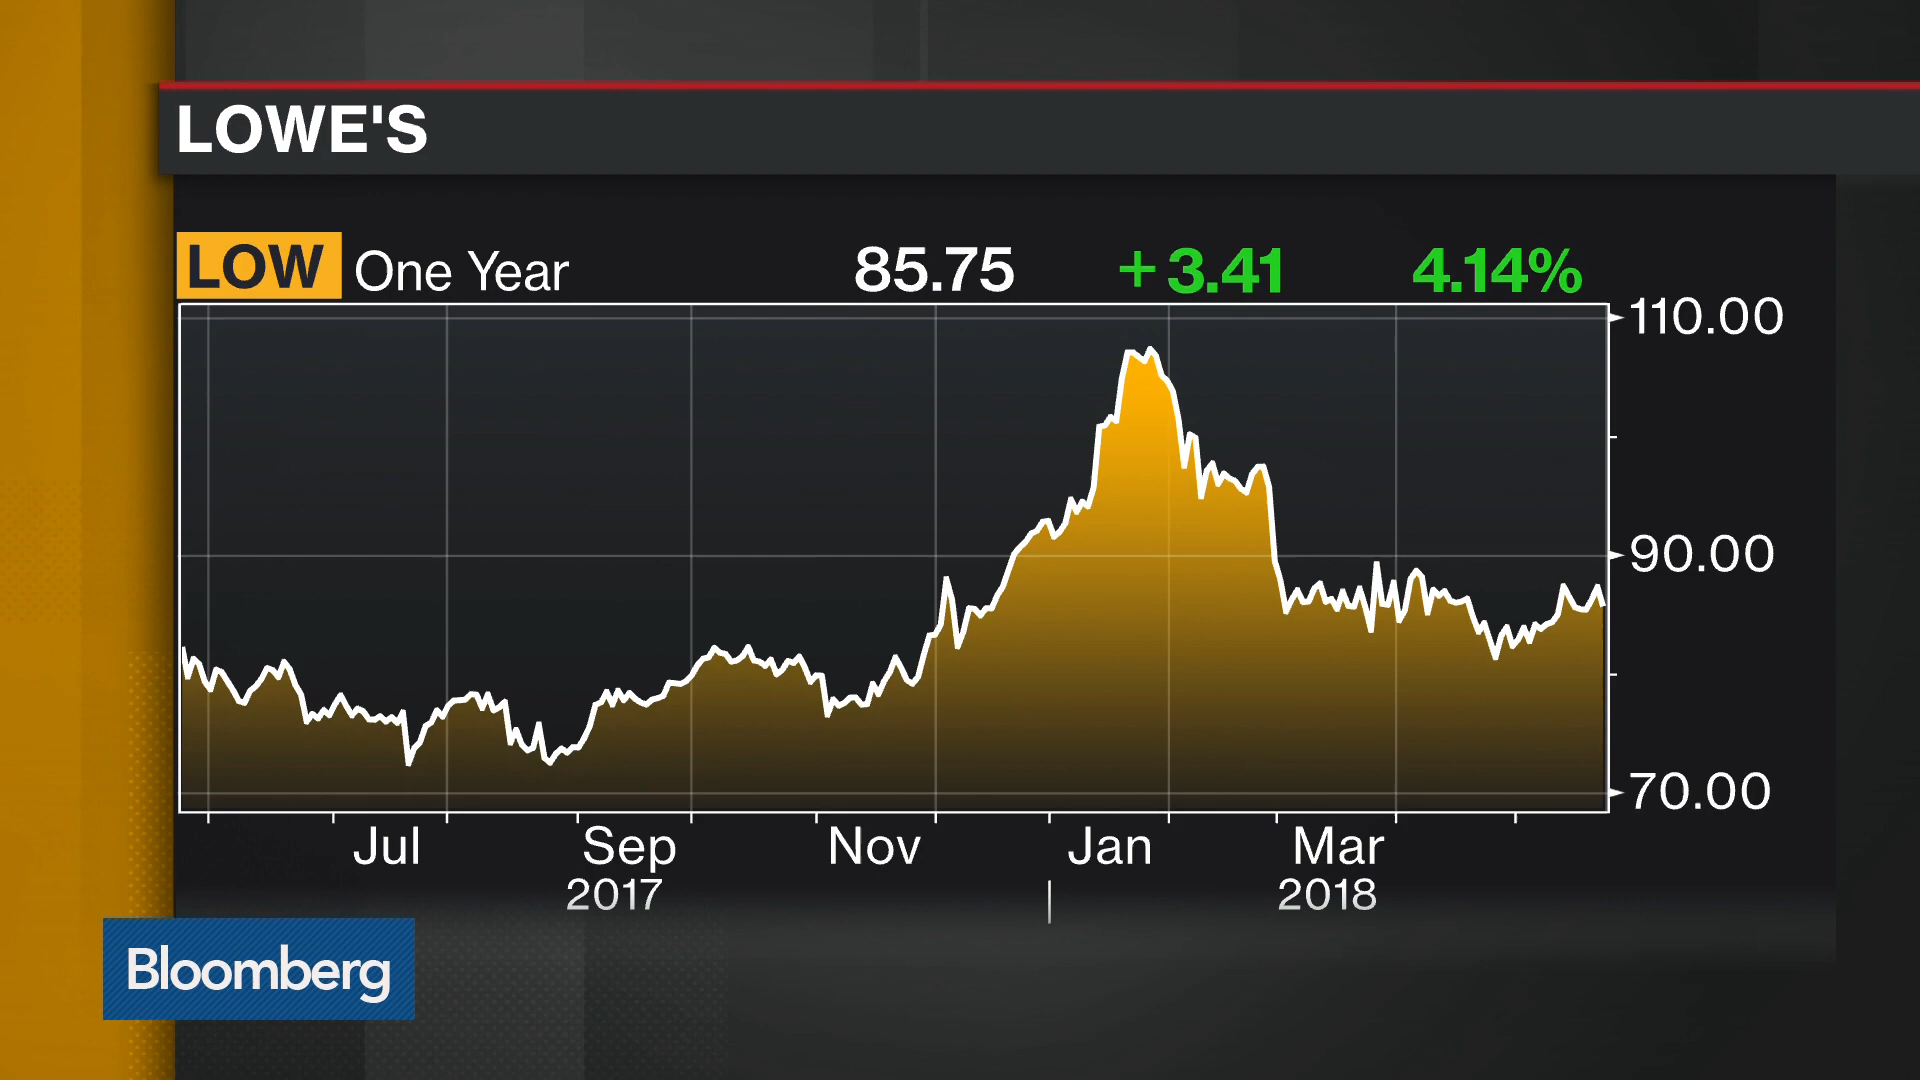 LOWE'S
LOW One Year 85.75 +3.41 4.14%
110.00
90.00
70.00
Jul Sep Nov Jan Mar
2017 2018
Bloomberg